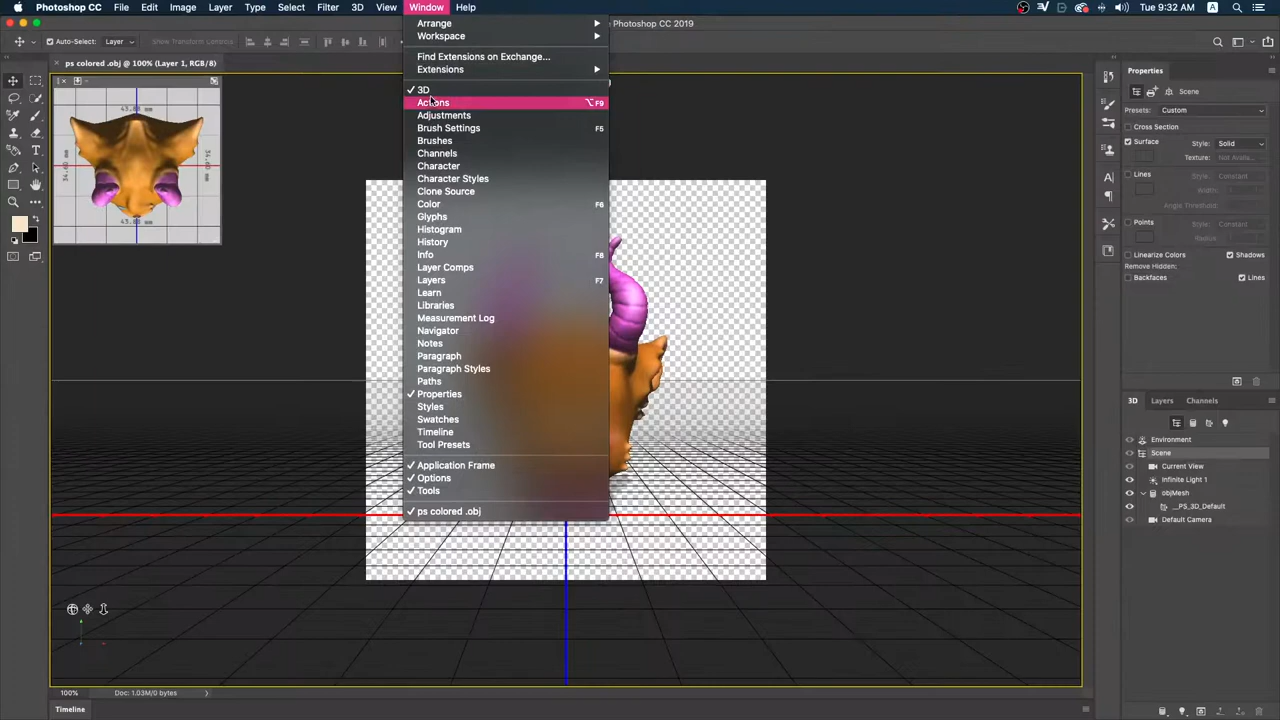 Photoshop CC File Edit Image Layer Type Select Filter 3D View Window Help Tue 9:32 AM A
Photoshop CC 2019
Auto-Select: Layer Show Transform Controls
ps colored .obj @ 100% (Layer 1, RGB/8)
Arrange
Workspace
Find Extensions on Exchange...
Extensions
✓ 3D
Actions ⌥F9
Adjustments
Brush Settings F5
Brushes
Channels
Character
Character Styles
Clone Source
Color F6
Glyphs
Histogram
History
Info F8
Layer Comps
Layers F7
Learn
Libraries
Measurement Log
Navigator
Notes
Paragraph
Paragraph Styles
Paths
✓ Properties
Styles
Swatches
Timeline
Tool Presets
✓ Application Frame
✓ Options
✓ Tools
✓ ps colored .obj
Properties
Scene
Presets: Custom
Cross Section
Surface Style: Solid
Texture: Not Availa...
Lines Style: Constant
Width:
Angle Threshold:
Points Style: Constant
Radius:
Linearize Colors Shadows
Remove Hidden:
Backfaces Lines
3D Layers Channels
Environment
Scene
Current View
Infinite Light 1
objMesh
__PS_3D_Default
Default Camera
100% Doc: 1.03M/0 bytes
Timeline